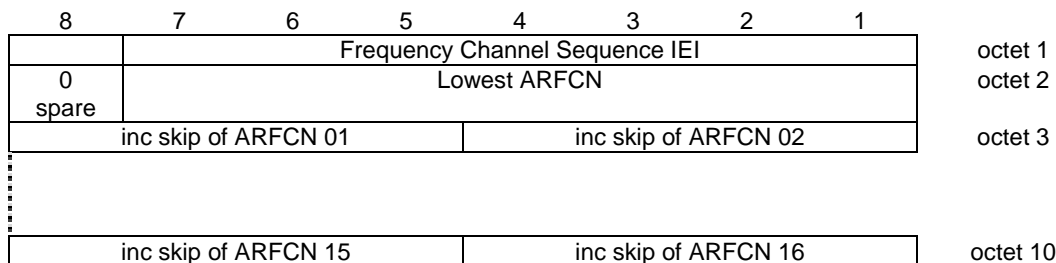 8 7 6 5 4 3 2 1
Frequency Channel Sequence IEI octet 1
0 Lowest ARFCN octet 2
spare
inc skip of ARFCN 01 inc skip of ARFCN 02 octet 3
inc skip of ARFCN 15 inc skip of ARFCN 16 octet 10